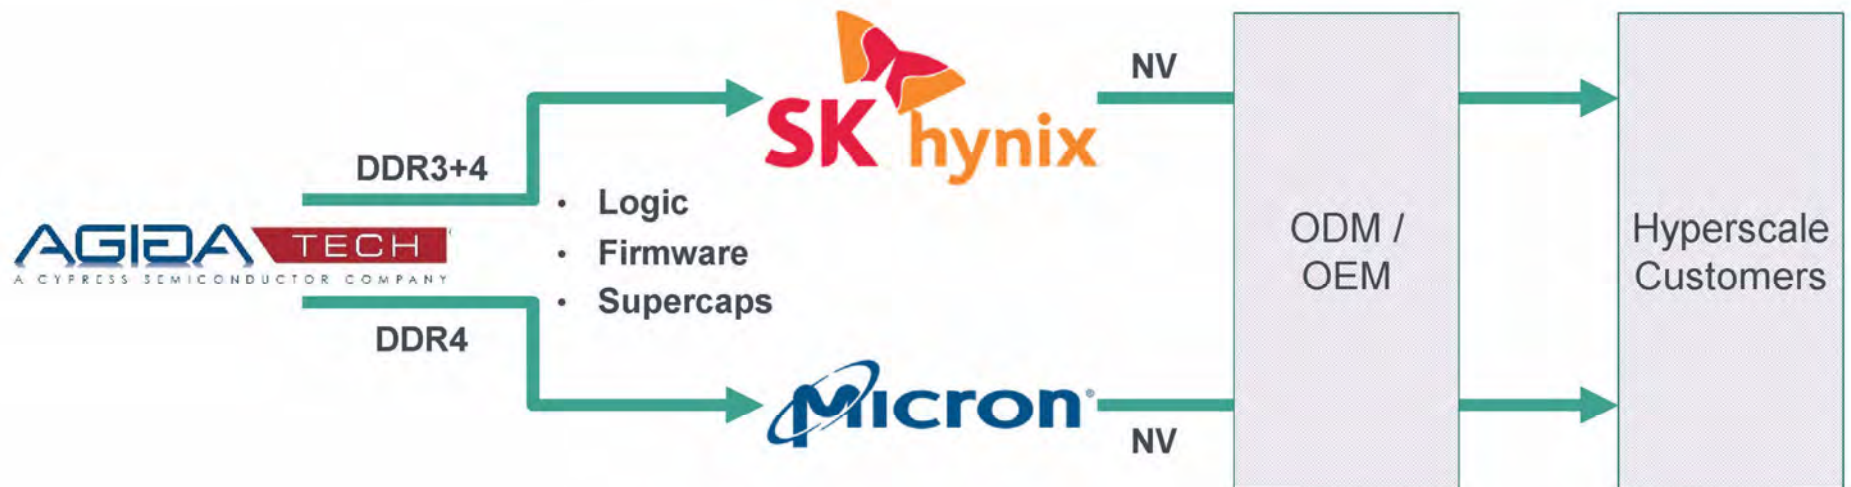 NV
SK hynix
DDR3+4
• Logic
• Firmware
• Supercaps
AGIGA TECH
A CYPRESS SEMICONDUCTOR COMPANY
DDR4
Micron®
NV
ODM /
OEM
Hyperscale
Customers